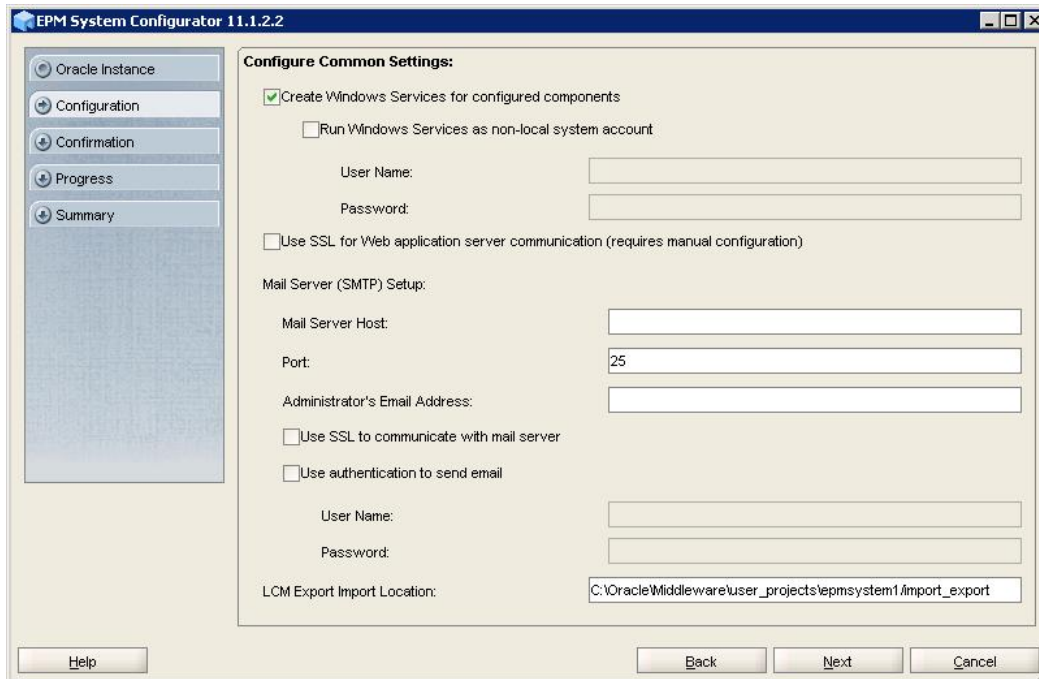 EPM System Configurator 11.1.2.2
Oracle Instance
Configuration
Confirmation
Progress
Summary
Configure Common Settings:
Create Windows Services for configured components
Run Windows Services as non-local system account
User Name:
Password:
Use SSL for Web application server communication (requires manual configuration)
Mail Server (SMTP) Setup:
Mail Server Host:
Port: 25
Administrator's Email Address:
Use SSL to communicate with mail server
Use authentication to send email
User Name:
Password:
LCM Export Import Location: C:\Oracle\Middleware\user_projects\epmsystem1/import_export
Help Back Next Cancel